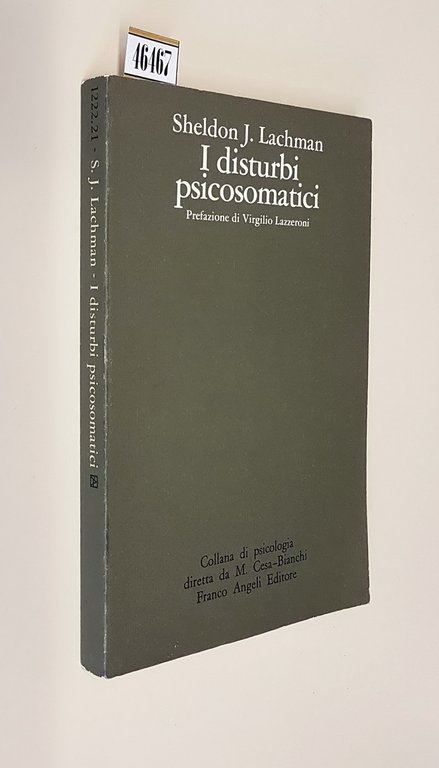 46467
Sheldon J. Lachman
I disturbi
psicosomatici
Prefazione di Virgilio Lazzeroni
Collana di psicologia
diretta da M. Cesa-Bianchi
Franco Angeli Editore
1222.21 - S. J. Lachman - I disturbi psicosomatici